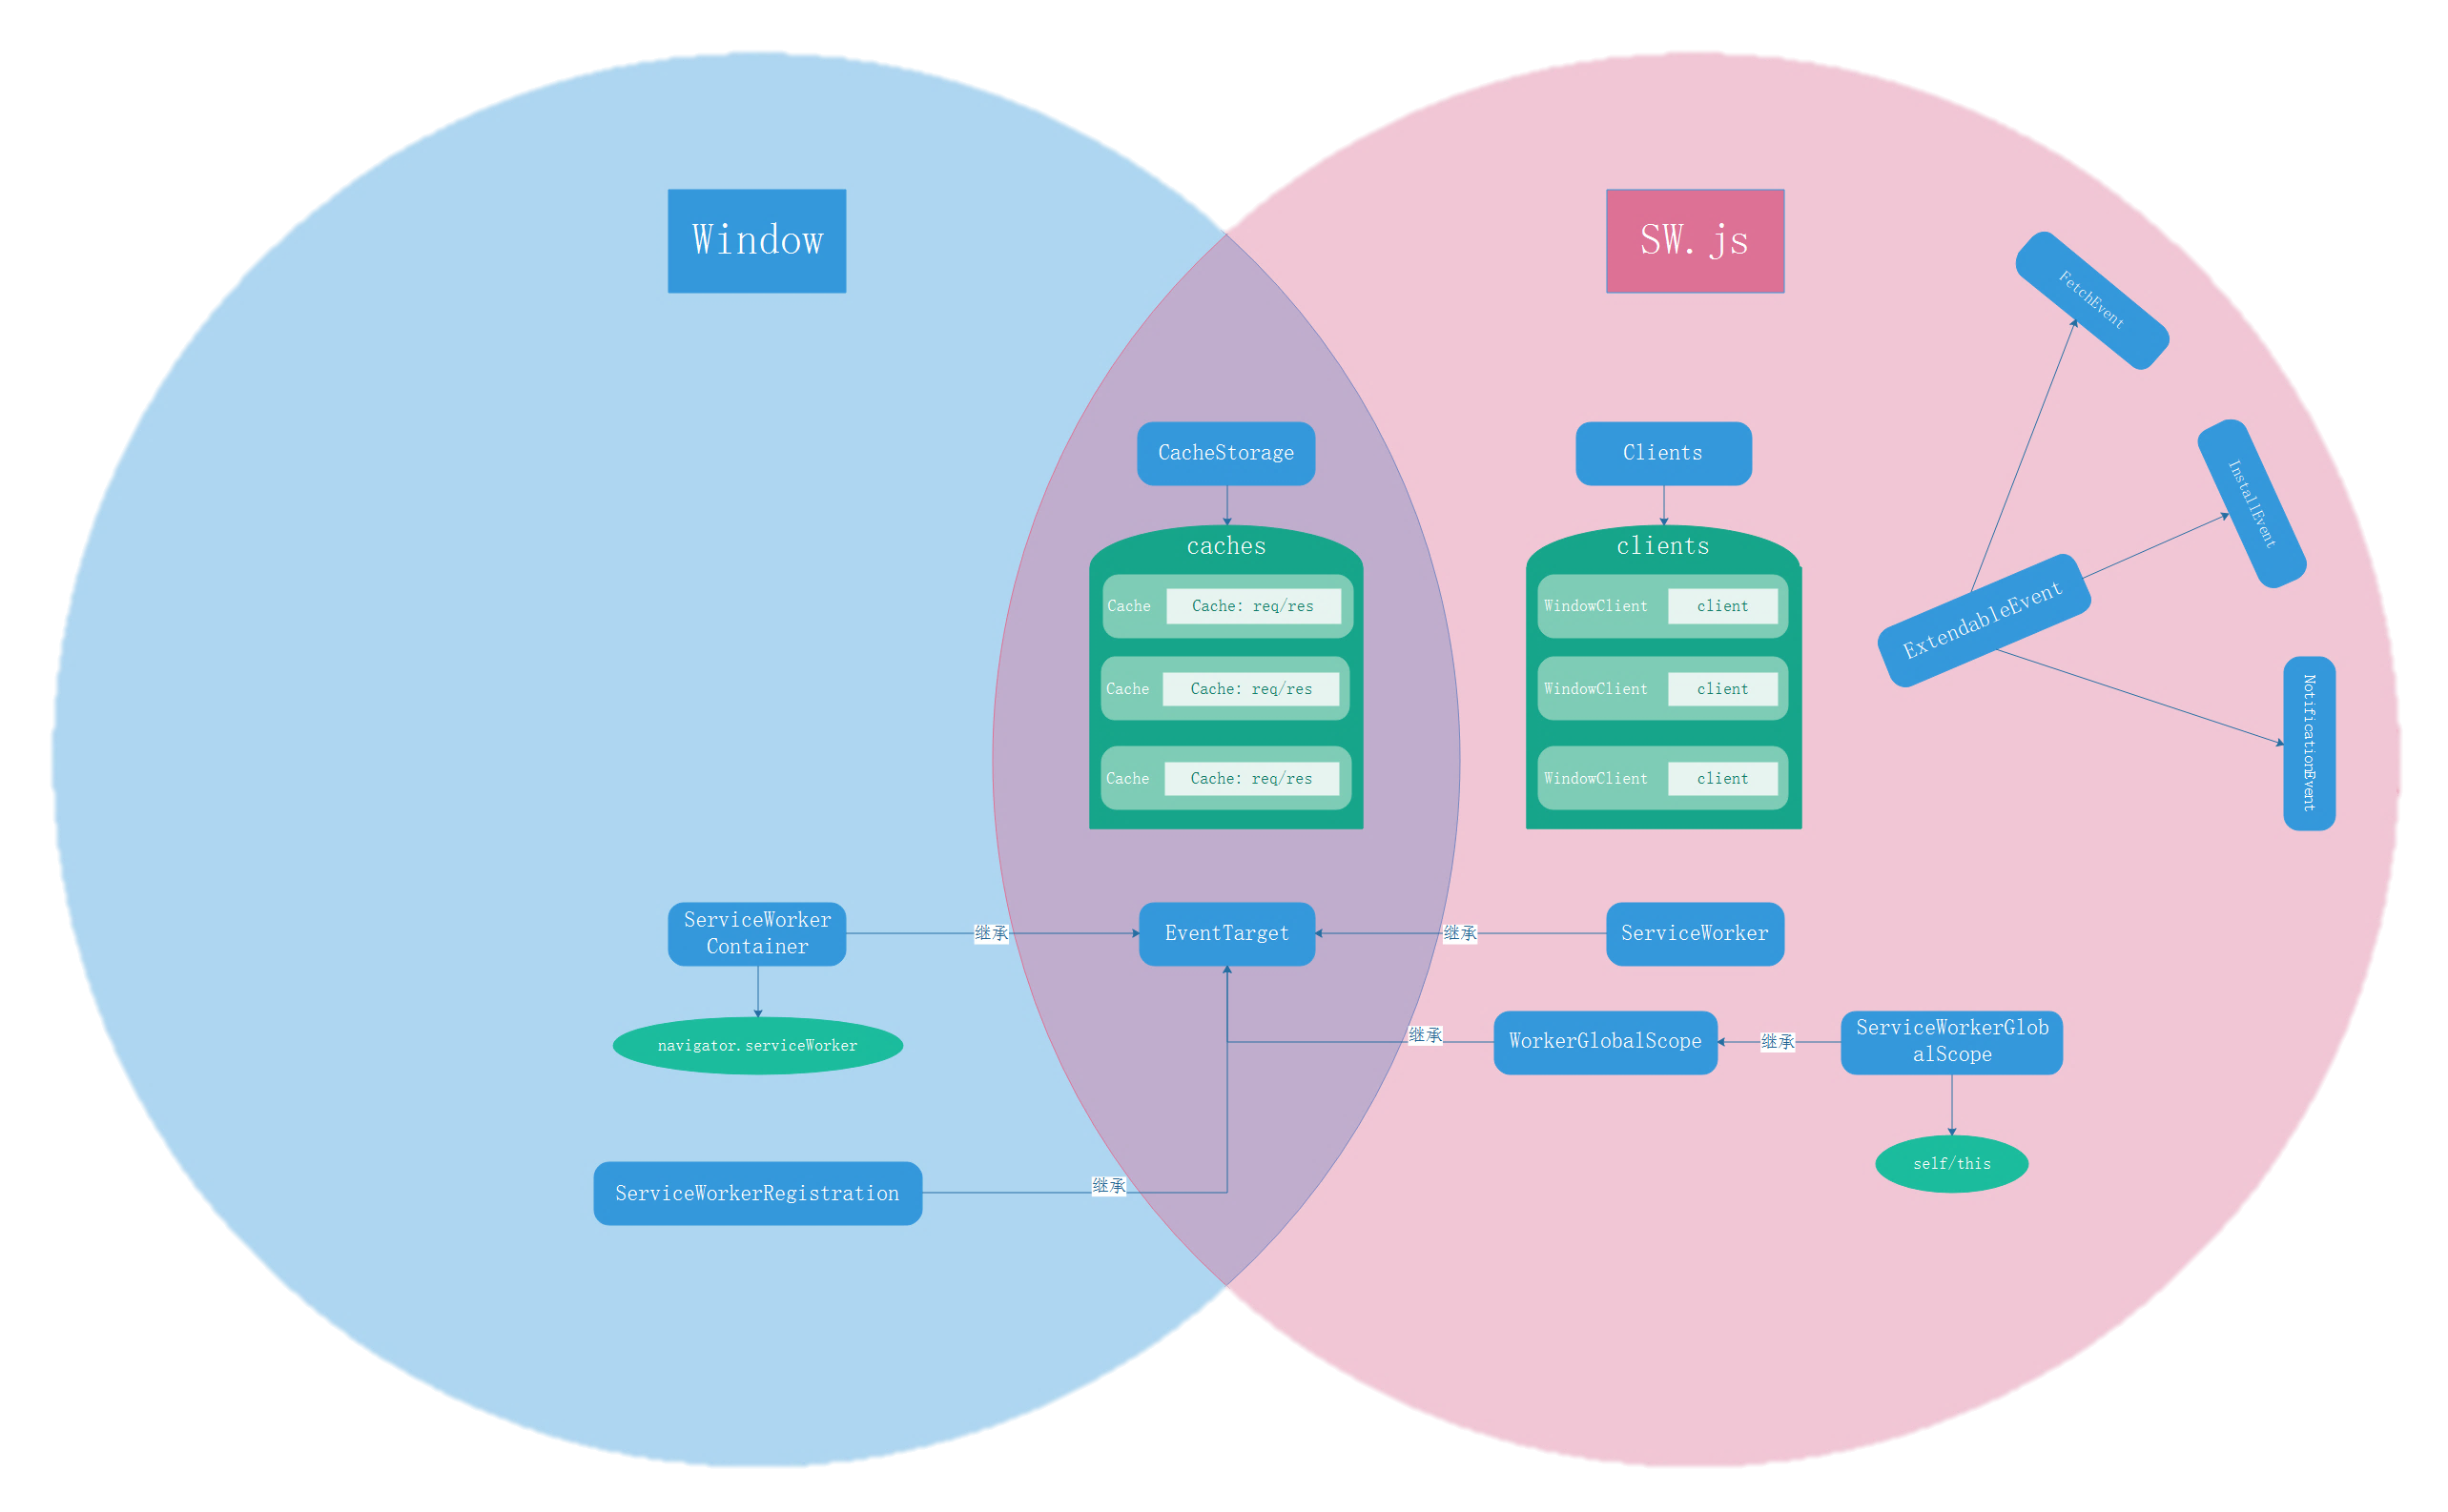 Window
SW.js
FetchEvent
InstallEvent
ExtendableEvent
NotificationEvent
CacheStorage
caches
Cache
Cache: req/res
Cache
Cache: req/res
Cache
Cache: req/res
Clients
clients
WindowClient
client
WindowClient
client
WindowClient
client
ServiceWorker
Container
继承
EventTarget
继承
ServiceWorker
navigator.serviceWorker
继承
WorkerGlobalScope
继承
ServiceWorkerGlob
alScope
self/this
ServiceWorkerRegistration
继承